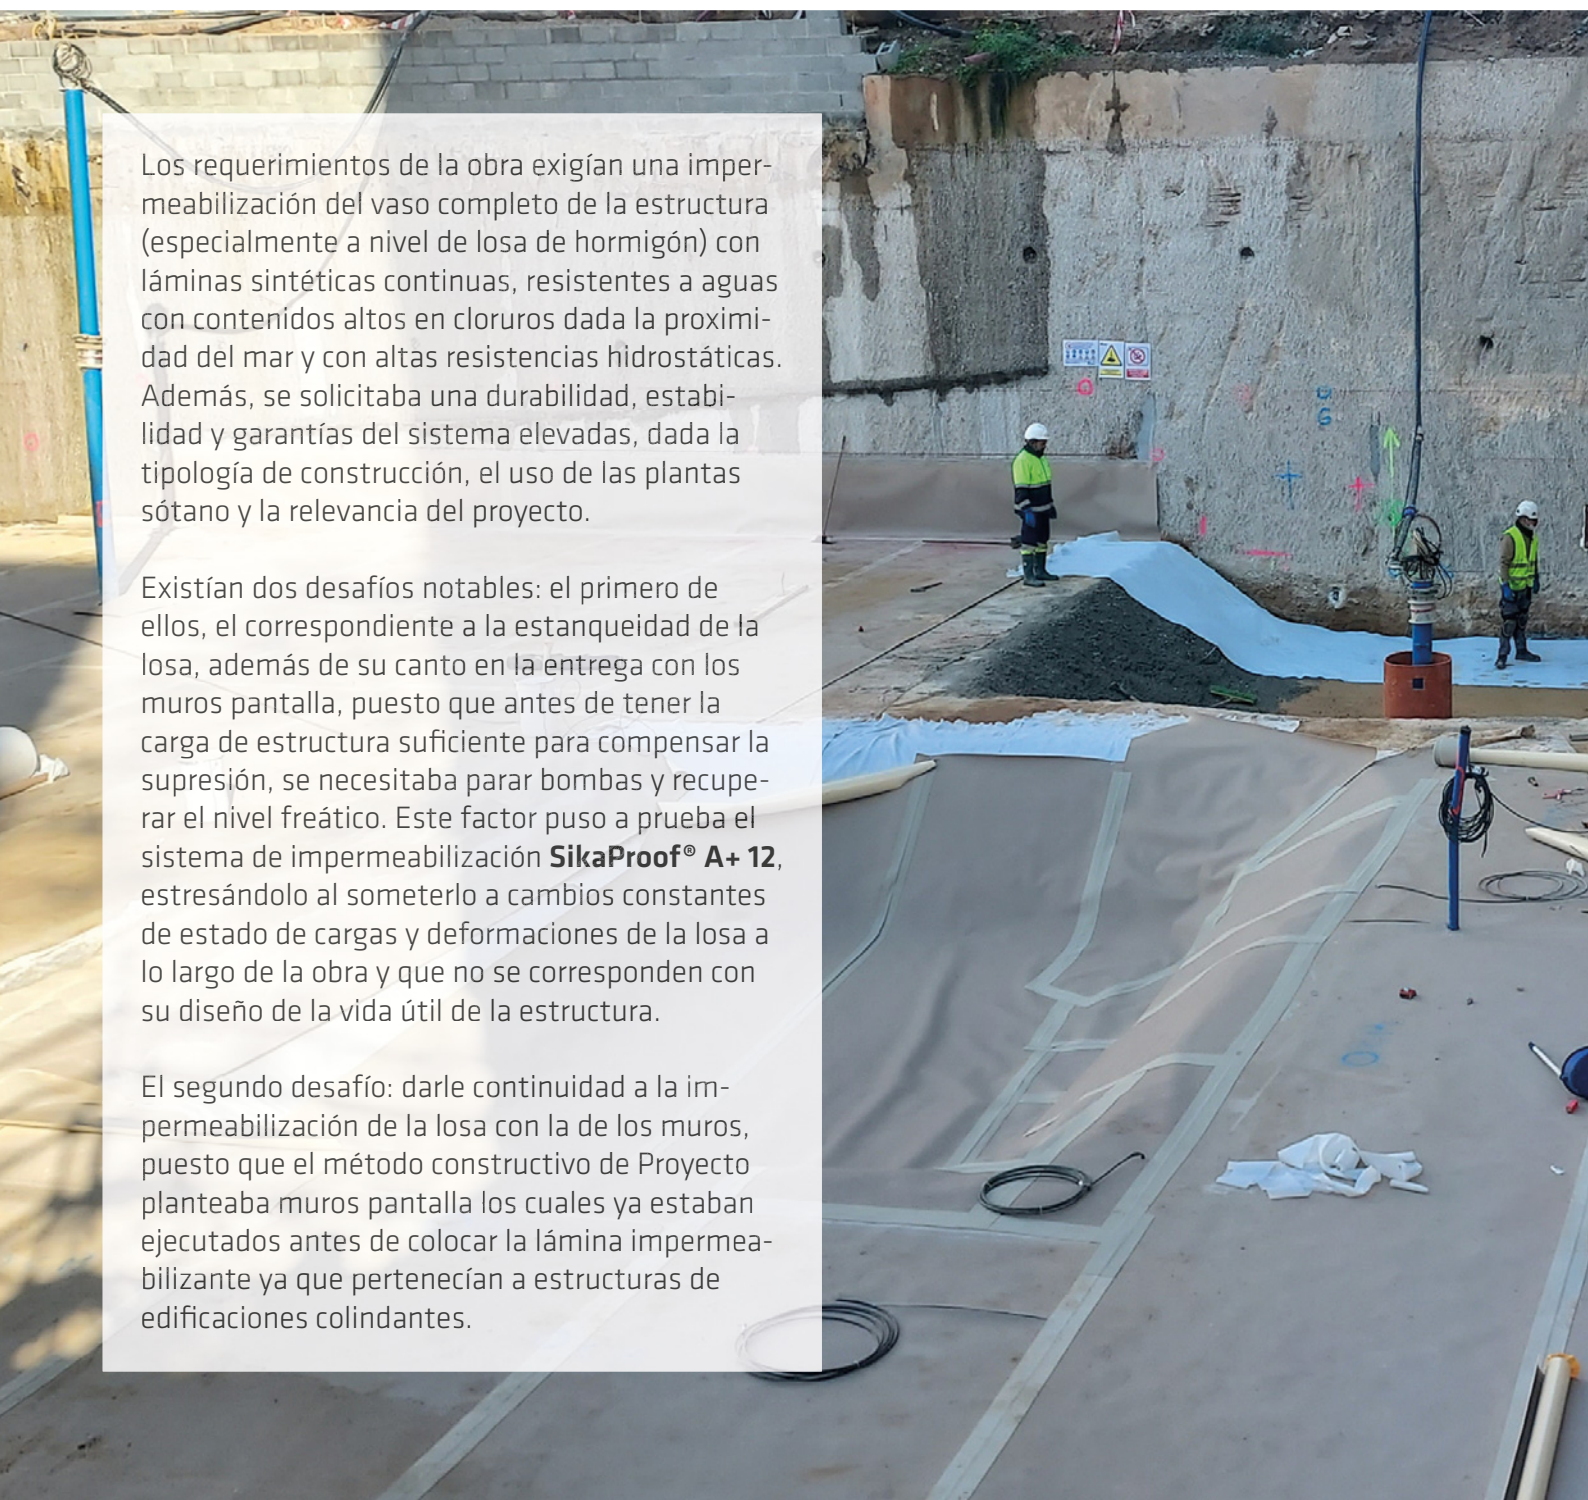 Los requerimientos de la obra exigían una imper-
meabilización del vaso completo de la estructura
(especialmente a nivel de losa de hormigón) con
láminas sintéticas continuas, resistentes a aguas
con contenidos altos en cloruros dada la proximi-
dad del mar y con altas resistencias hidrostáticas.
Además, se solicitaba una durabilidad, estabi-
lidad y garantías del sistema elevadas, dada la
tipología de construcción, el uso de las plantas
sótano y la relevancia del proyecto.
Existían dos desafíos notables: el primero de
ellos, el correspondiente a la estanqueidad de la
losa, además de su canto en la entrega con los
muros pantalla, puesto que antes de tener la
carga de estructura suficiente para compensar la
supresión, se necesitaba parar bombas y recupe-
rar el nivel freático. Este factor puso a prueba el
sistema de impermeabilización SikaProof® A+ 12,
estresándolo al someterlo a cambios constantes
de estado de cargas y deformaciones de la losa a
lo largo de la obra y que no se corresponden con
su diseño de la vida útil de la estructura.
El segundo desafío: darle continuidad a la im-
permeabilización de la losa con la de los muros,
puesto que el método constructivo de Proyecto
planteaba muros pantalla los cuales ya estaban
ejecutados antes de colocar la lámina impermea-
bilizante ya que pertenecían a estructuras de
edificaciones colindantes.